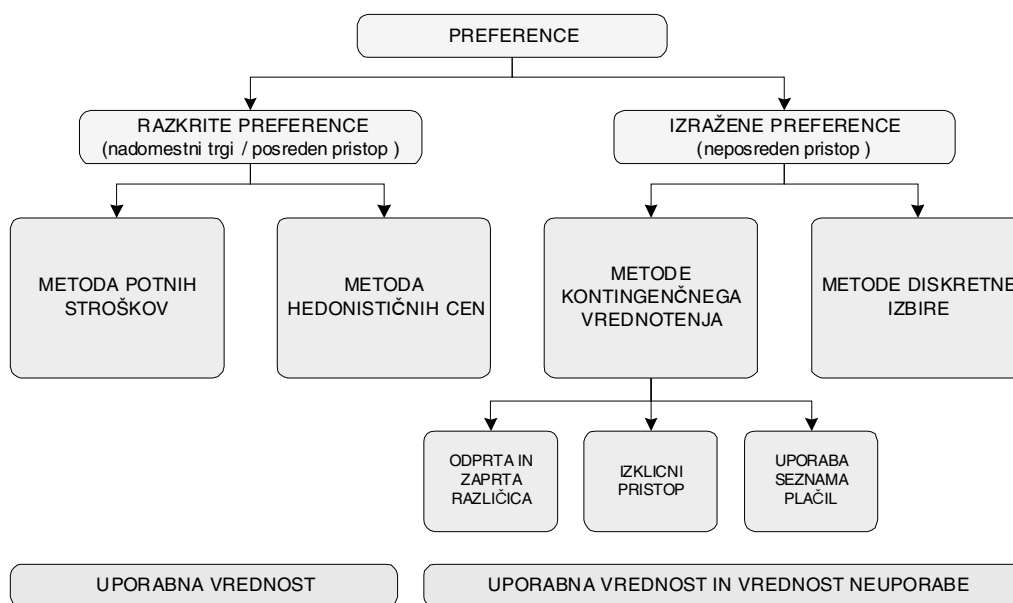 PREFERENCE
RAZKRITE PREFERENCE
(nadomestni trgi / posreden pristop )
IZRAŽENE PREFERENCE
(neposreden pristop )
METODA POTNIH
STROŠKOV
METODA
HEDONISTIČNIH CEN
METODE
KONTINGENČNEGA
VREDNOTENJA
METODE DISKRETNE
IZBIRE
ODPRTA IN
ZAPRTA
RAZLIČICA
IZKLICNI
PRISTOP
UPORABA
SEZNAMA
PLAČIL
UPORABNA VREDNOST
UPORABNA VREDNOST IN VREDNOST NEUPORABE